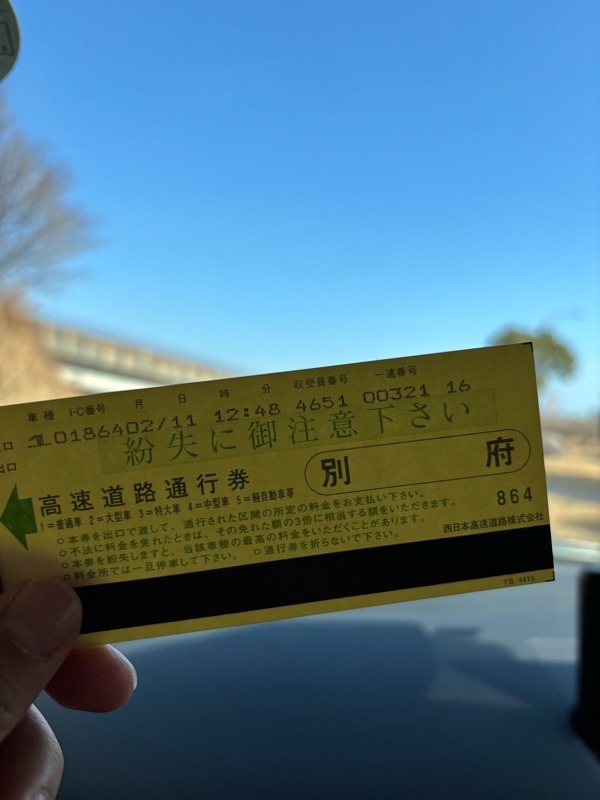 車種 I・C番号 月 日 時 分 収受員番号 一連番号
口 1018640 2/11 12:48 4651 00321 16
出口
紛失に御注意下さい
高速道路通行券
別府
1=普通車 2=大型車 3=特大車 4=中型車 5=軽自動車等
864
○本券を出口で渡して、通行された区間の所定の料金をお支払い下さい。
○不法に料金を免れたときは、その免れた額の3倍に相当する額をいただきます。
○本券を紛失しますと、当該車種の最高の料金をいただくことがあります。
○料金所では一旦停車して下さい。 ○通行券を折らないで下さい。
西日本高速道路株式会社
TS 4413